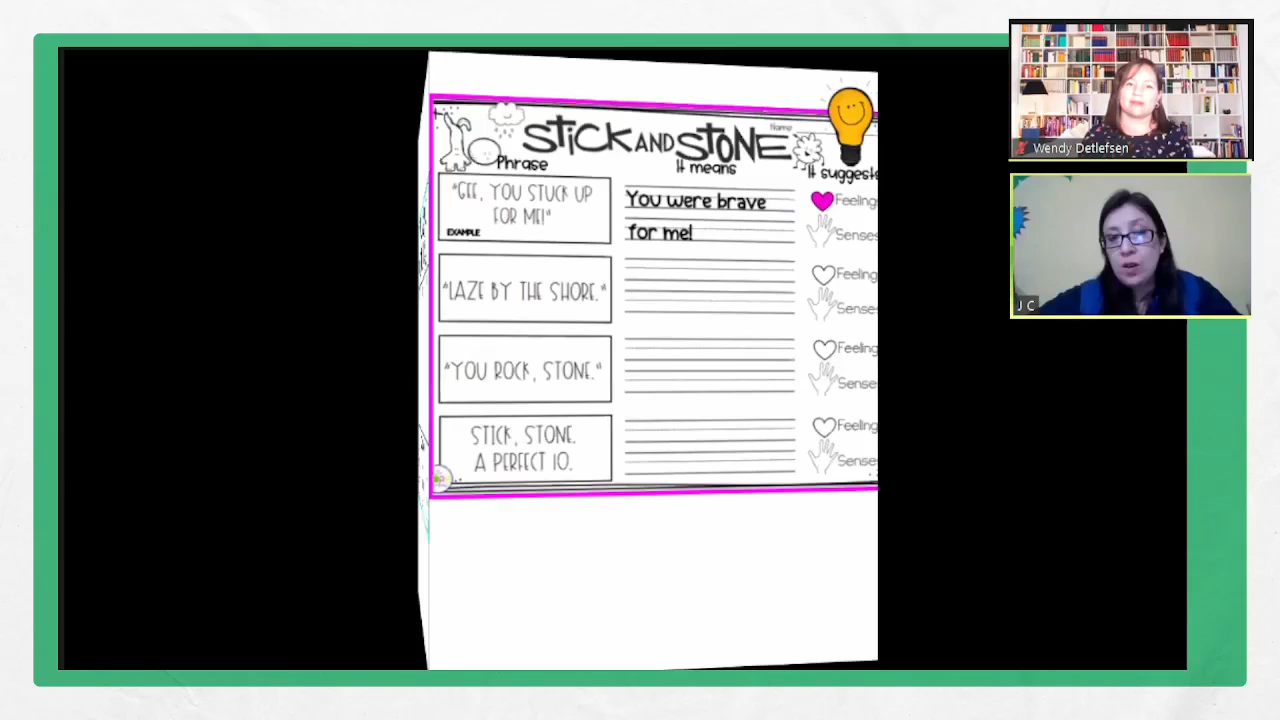 Name
STICK AND STONE
Phrase
It means
It suggests
"GEE, YOU STUCK UP
FOR ME!"
EXAMPLE
You were brave
for me!
Feeling
Senses
"LAZE BY THE SHORE."
Feeling
Senses
"YOU ROCK, STONE."
Feeling
Senses
STICK, STONE.
A PERFECT 10.
Feeling
Senses
Wendy Detlefsen
J C